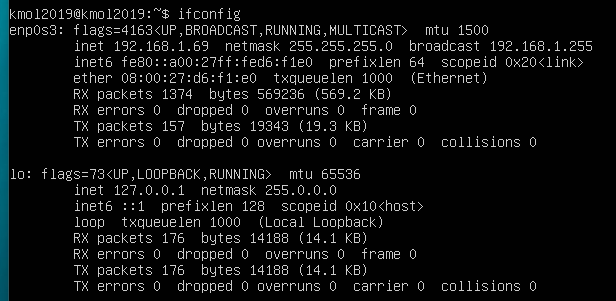 kmol2019@kmol2019:~$ ifconfig
enp0s3: flags=4163<UP,BROADCAST,RUNNING,MULTICAST>  mtu 1500
        inet 192.168.1.69  netmask 255.255.255.0  broadcast 192.168.1.255
        inet6 fe80::a00:27ff:fed6:f1e0  prefixlen 64  scopeid 0x20<link>
        ether 08:00:27:d6:f1:e0  txqueuelen 1000  (Ethernet)
        RX packets 1374  bytes 569236 (569.2 KB)
        RX errors 0  dropped 0  overruns 0  frame 0
        TX packets 157  bytes 19343 (19.3 KB)
        TX errors 0  dropped 0 overruns 0  carrier 0  collisions 0

lo: flags=73<UP,LOOPBACK,RUNNING>  mtu 65536
        inet 127.0.0.1  netmask 255.0.0.0
        inet6 ::1  prefixlen 128  scopeid 0x10<host>
        loop  txqueuelen 1000  (Local Loopback)
        RX packets 176  bytes 14188 (14.1 KB)
        RX errors 0  dropped 0  overruns 0  frame 0
        TX packets 176  bytes 14188 (14.1 KB)
        TX errors 0  dropped 0 overruns 0  carrier 0  collisions 0